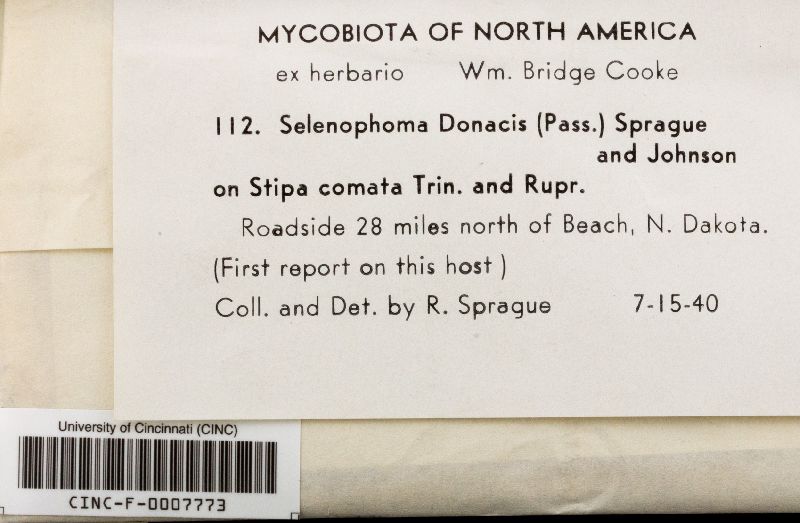 MYCOBIOTA OF NORTH AMERICA
ex herbario Wm. Bridge Cooke
112. Selenophoma Donacis (Pass.) Sprague
and Johnson
on Stipa comata Trin. and Rupr.
Roadside 28 miles north of Beach, N. Dakota.
(First report on this host )
Coll. and Det. by R. Sprague 7-15-40
University of Cincinnati (CINC)
CINC-F-0007773